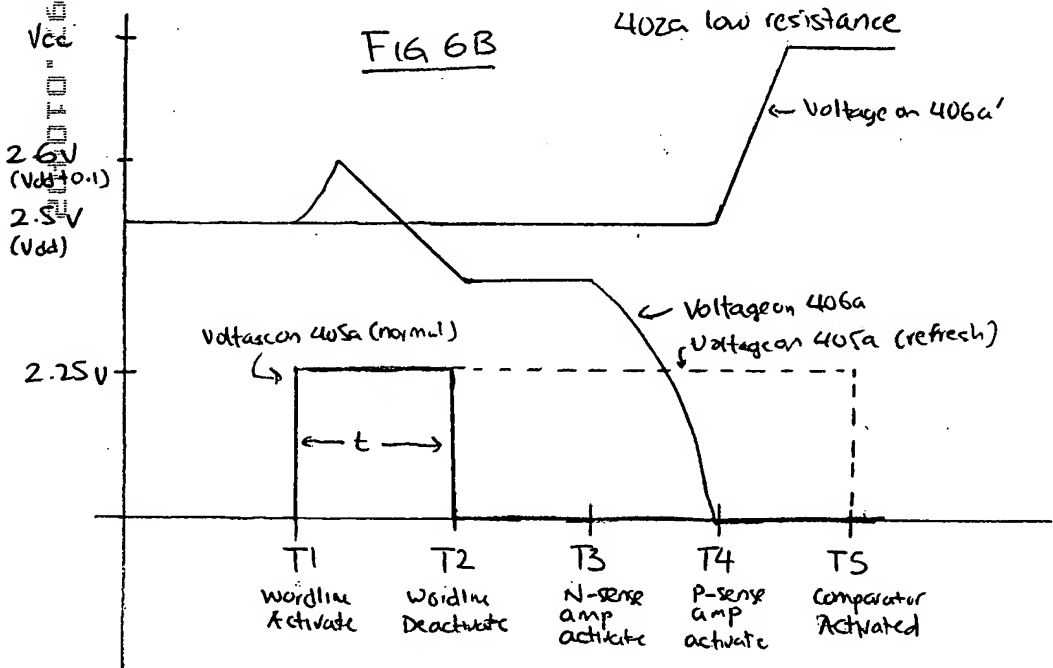 FIG 6B
402a low resistance
Vcc
Voltage on 406a'
2.6V
(Vdd+0.1)
2.5V
(Vdd)
Voltage on 406a
Voltage on 405a (normal)
Voltage on 405a (refresh)
2.25V
t
T1
T2
T3
T4
T5
Wordline
Activate
Wordline
Deactivate
N-sense
amp
activate
P-sense
amp
activate
Comparator
Activated